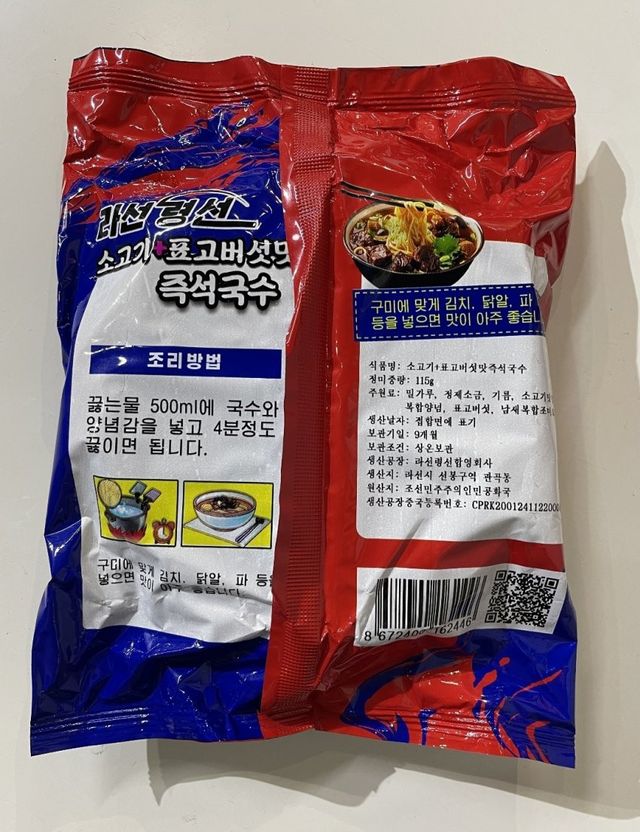 라선령선
소고기+표고버섯맛
즉석국수
조리방법
끓는물 500ml에 국수와
양념감을 넣고 4분정도
끓이면 됩니다.
구미에 맞게 김치, 닭알, 파 등을
넣으면 맛이 아주 좋습니다.
구미에 맞게 김치, 닭알, 파
등을 넣으면 맛이 아주 좋습니
식품명: 소고기+표고버섯맛즉석국수
정미중량: 115g
주원료: 밀가루, 정제소금, 기름, 소고기맛
복합양념, 표고버섯, 남새복합조미
생산날자: 접합면에 표기
보관기일: 9개월
보관조건: 상온보관
생산공장: 라선령선합영회사
생산지: 라선시 선봉구역 관곡동
원산지: 조선민주주의인민공화국
생산공장중국등록번호: CPRK2001241122000
8 672400 162446